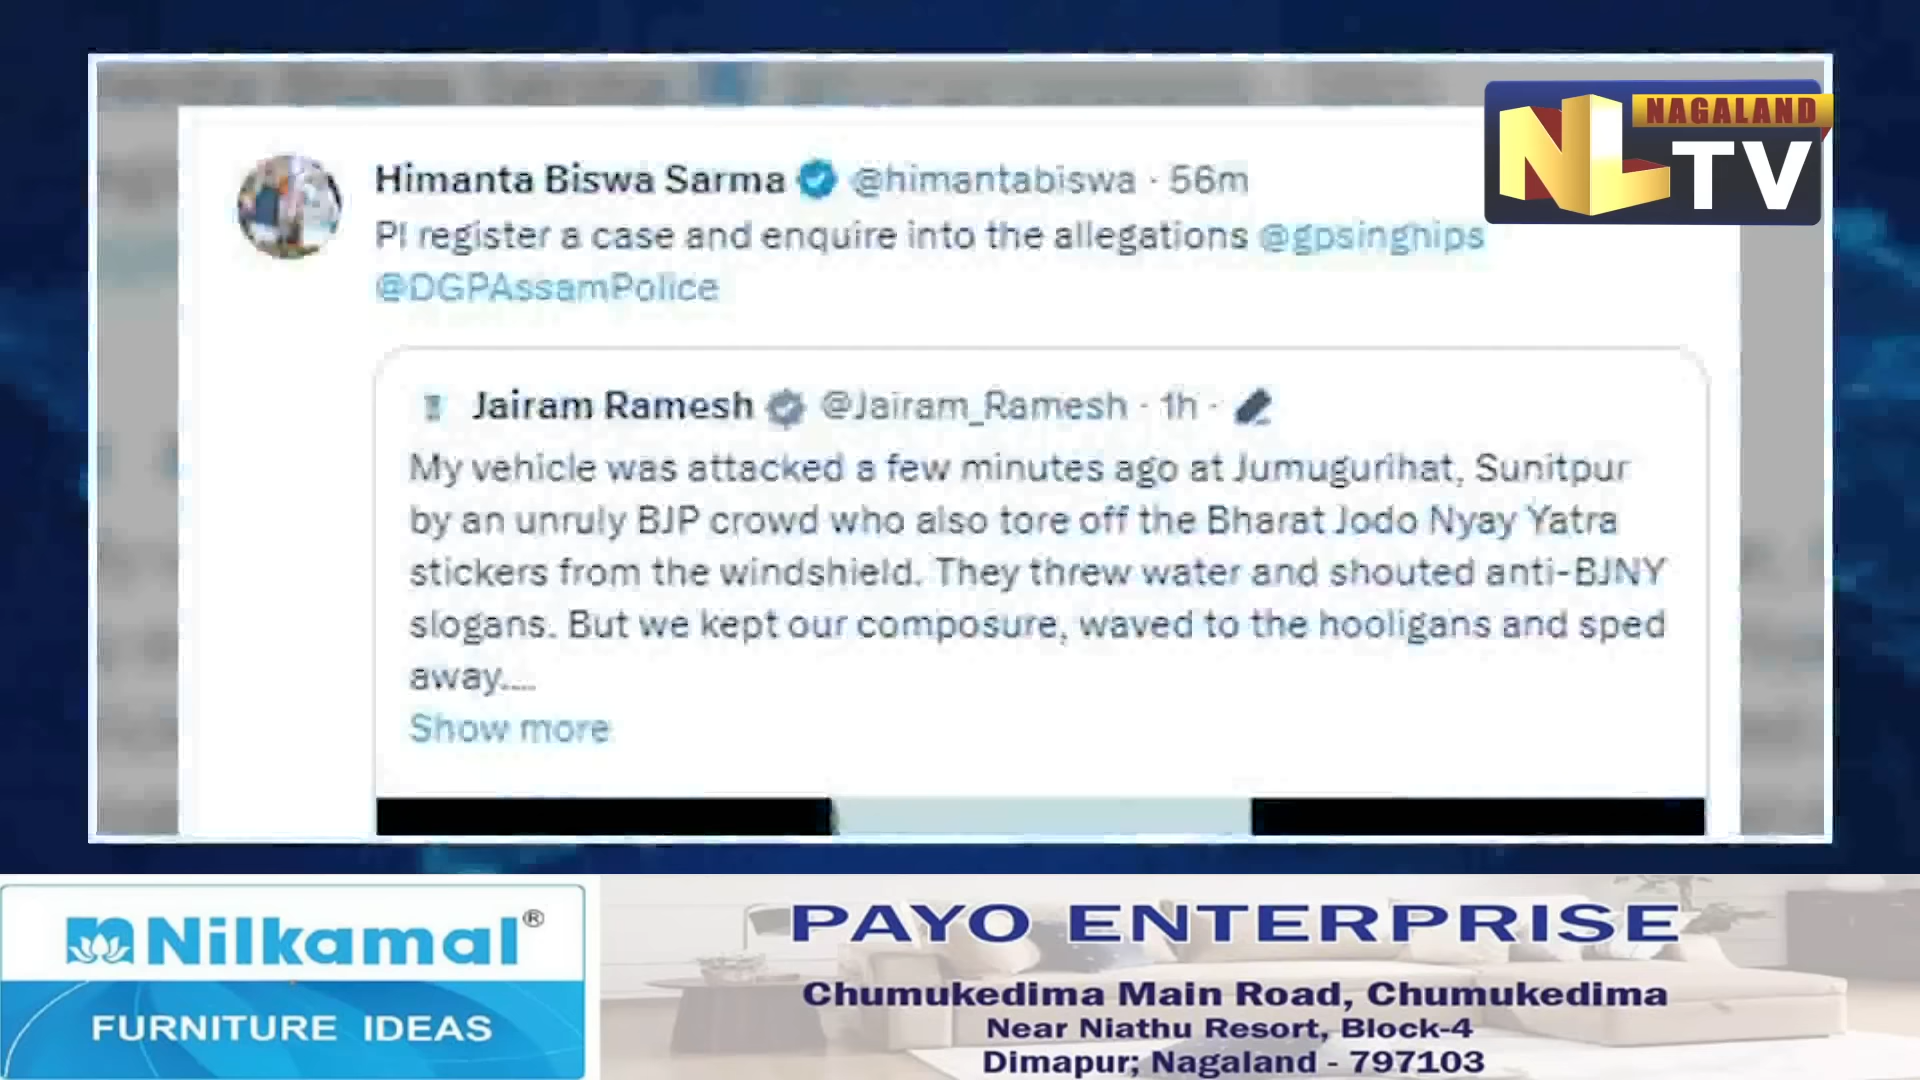 NAGALAND
NL TV
Himanta Biswa Sarma @himantabiswa · 56m
Pl register a case and enquire into the allegations @gpsinghips
@DGPAssamPolice
Jairam Ramesh @Jairam_Ramesh · 1h ·
My vehicle was attacked a few minutes ago at Jumugurihat, Sunitpur
by an unruly BJP crowd who also tore off the Bharat Jodo Nyay Yatra
stickers from the windshield. They threw water and shouted anti-BJNY
slogans. But we kept our composure, waved to the hooligans and sped
away....
Show more
Nilkamal®
FURNITURE IDEAS
PAYO ENTERPRISE
Chumukedima Main Road, Chumukedima
Near Niathu Resort, Block-4
Dimapur; Nagaland - 797103